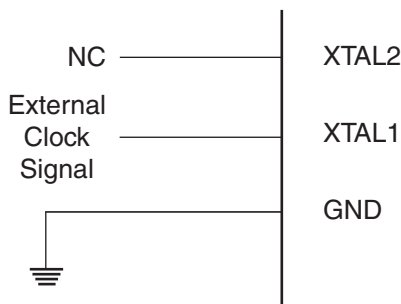 NC XTAL2
External
Clock XTAL1
Signal
GND